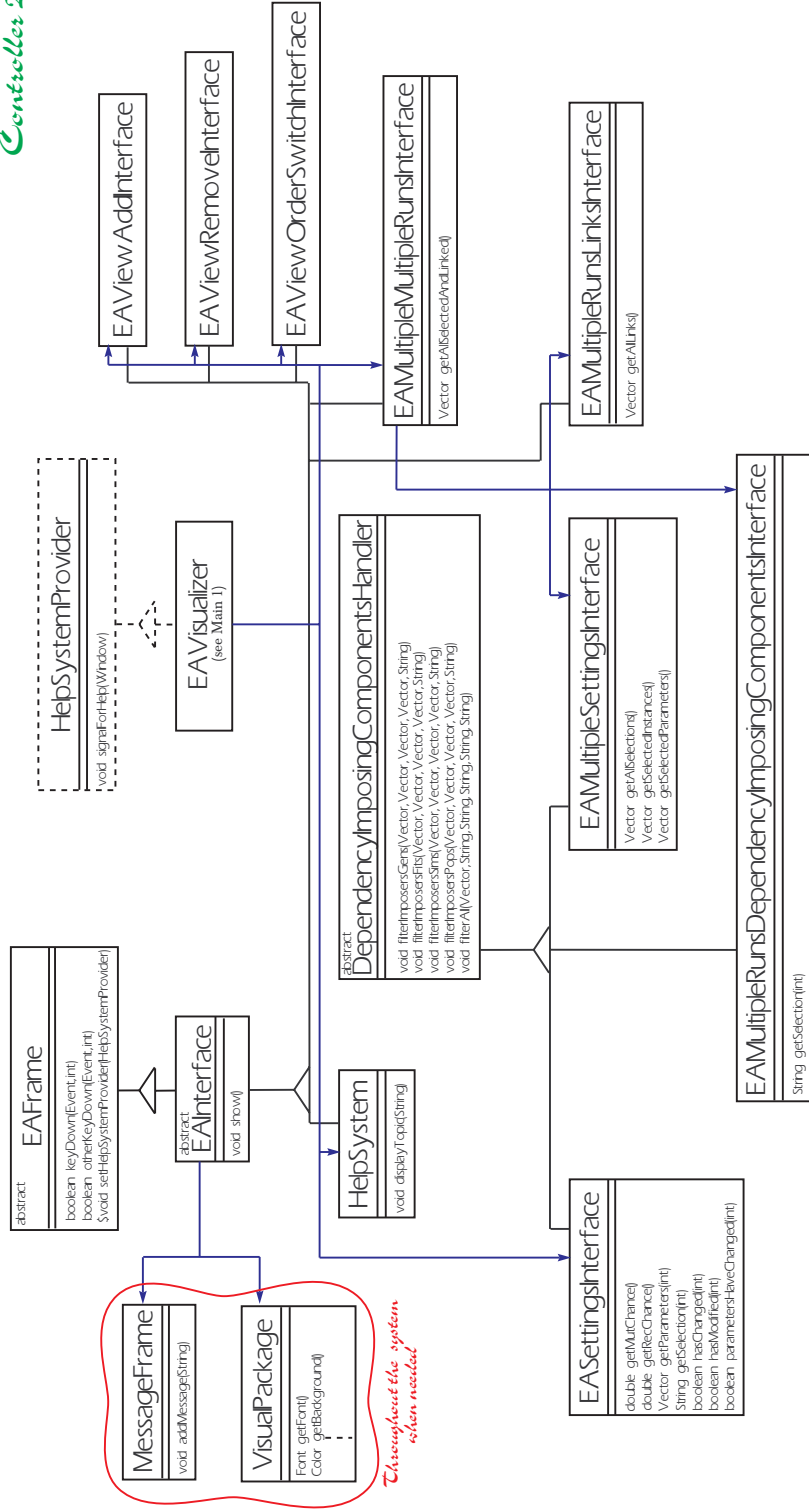 Controller 2
abstract
EAFrame
boolean keyDown(Event,int)
boolean otherKeyDown(Event,int)
$void setHelpSystemProvider(HelpSystemProvider)
HelpSystemProvider
void signalForHelp(Window)
MessageFrame
void addMessage(String)
VisualPackage
Font getFont()
Color getBackground()
Throughout the system
when needed
abstract
EAInterface
void show()
EAVisualizer
(see Main 1)
EAViewAddInterface
EAViewRemoveInterface
EAViewOrderSwitchInterface
HelpSystem
void displayTopic(String)
abstract
DependencyImposingComponentsHandler
void filterImposersGens(Vector,Vector,Vector,Vector,String)
void filterImposersFits(Vector,Vector,Vector,Vector,String)
void filterImposersSims(Vector,Vector,Vector,Vector,String)
void filterImposersPops(Vector,Vector,Vector,Vector,String)
void filterAll(Vector,String,String,String,String,String)
EAMultipleMultipleRunsInterface
Vector getAllSelectedAndLinked()
EASettingsInterface
double getMutChance()
double getRecChance()
Vector getParameters(int)
String getSelection(int)
boolean hasChanged(int)
boolean hasModified(int)
boolean parametersHaveChanged(int)
EAMultipleSettingsInterface
Vector getAllSelections()
Vector getSelectedInstances()
Vector getSelectedParameters()
EAMultipleRunsLinksInterface
Vector getAllLinks()
EAMultipleRunsDependencyImposingComponentsInterface
String getSelection(int)